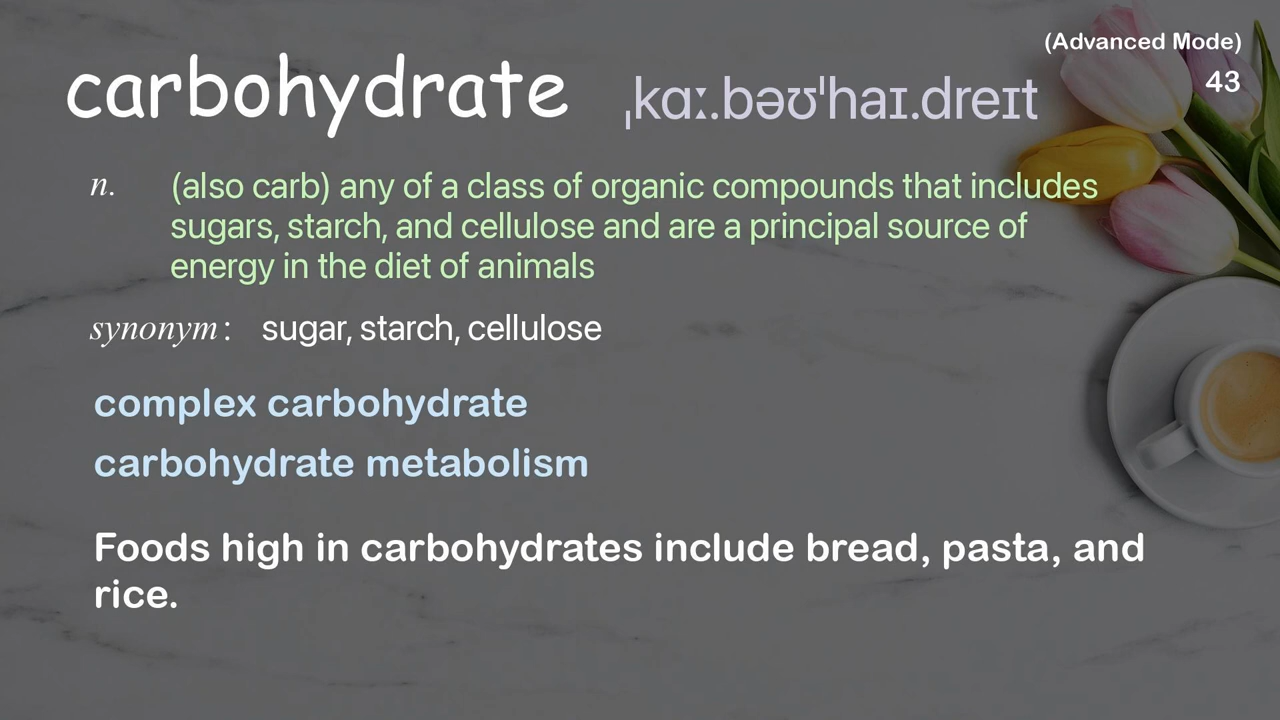 (Advanced Mode)
43
carbohydrate ˌkɑː.bəʊˈhaɪ.dreɪt
n. (also carb) any of a class of organic compounds that includes
sugars, starch, and cellulose and are a principal source of
energy in the diet of animals
synonym: sugar, starch, cellulose
complex carbohydrate
carbohydrate metabolism
Foods high in carbohydrates include bread, pasta, and
rice.